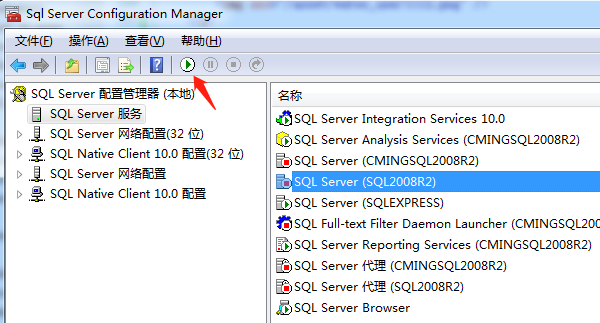 Sql Server Configuration Manager
文件(F) 操作(A) 查看(V) 帮助(H)
SQL Server 配置管理器 (本地)
SQL Server 服务
SQL Server 网络配置(32 位)
SQL Native Client 10.0 配置(32 位)
SQL Server 网络配置
SQL Native Client 10.0 配置
名称
SQL Server Integration Services 10.0
SQL Server Analysis Services (CMINGSQL2008R2)
SQL Server (CMINGSQL2008R2)
SQL Server (SQL2008R2)
SQL Server (SQLEXPRESS)
SQL Full-text Filter Daemon Launcher (CMINGSQL2008R2)
SQL Server Reporting Services (CMINGSQL2008R2)
SQL Server 代理 (CMINGSQL2008R2)
SQL Server 代理 (SQL2008R2)
SQL Server Browser